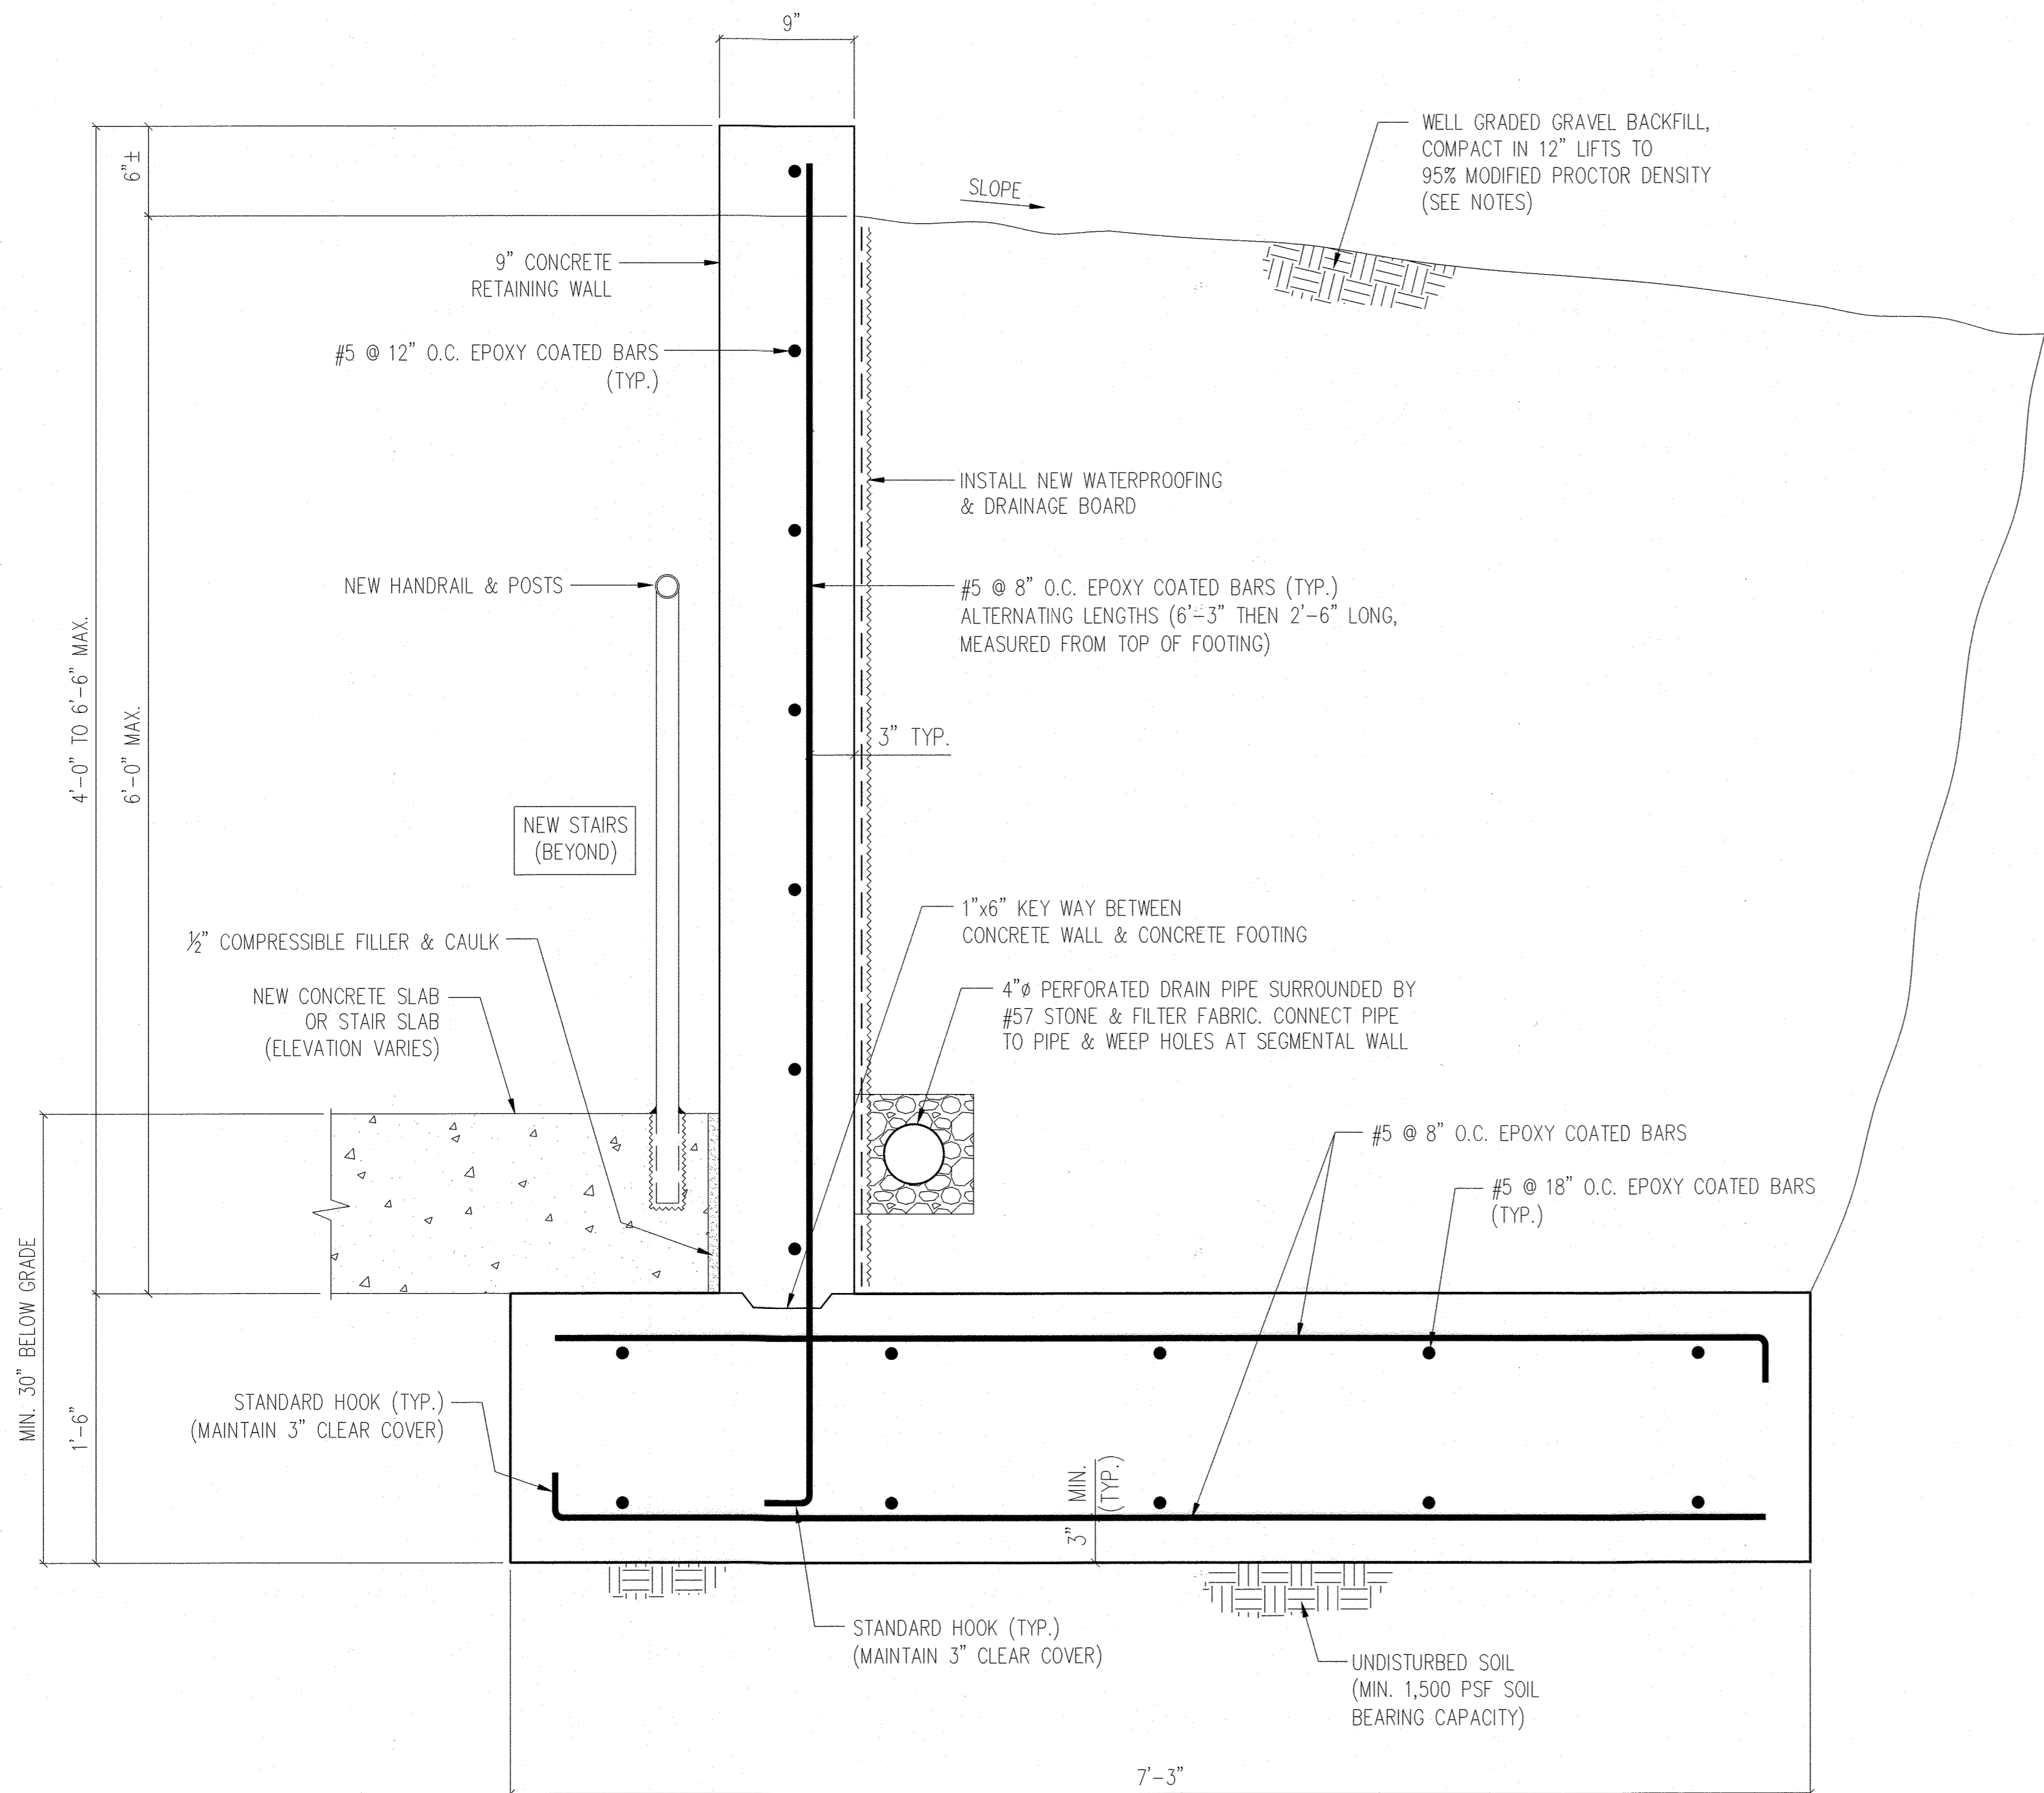 9"
WELL GRADED GRAVEL BACKFILL,
COMPACT IN 12" LIFTS TO
95% MODIFIED PROCTOR DENSITY
(SEE NOTES)
6"±
SLOPE
9" CONCRETE
RETAINING WALL
#5 @ 12" O.C. EPOXY COATED BARS
(TYP.)
INSTALL NEW WATERPROOFING
& DRAINAGE BOARD
NEW HANDRAIL & POSTS
#5 @ 8" O.C. EPOXY COATED BARS (TYP.)
ALTERNATING LENGTHS (6'-3" THEN 2'-6" LONG,
MEASURED FROM TOP OF FOOTING)
4'-0" TO 6'-6" MAX.
6'-0" MAX.
3" TYP.
NEW STAIRS
(BEYOND)
1"x6" KEY WAY BETWEEN
CONCRETE WALL & CONCRETE FOOTING
½" COMPRESSIBLE FILLER & CAULK
NEW CONCRETE SLAB
OR STAIR SLAB
(ELEVATION VARIES)
4"ø PERFORATED DRAIN PIPE SURROUNDED BY
#57 STONE & FILTER FABRIC. CONNECT PIPE
TO PIPE & WEEP HOLES AT SEGMENTAL WALL
#5 @ 8" O.C. EPOXY COATED BARS
#5 @ 18" O.C. EPOXY COATED BARS
(TYP.)
MIN. 30" BELOW GRADE
1'-6"
STANDARD HOOK (TYP.)
(MAINTAIN 3" CLEAR COVER)
3" MIN.
(TYP.)
STANDARD HOOK (TYP.)
(MAINTAIN 3" CLEAR COVER)
UNDISTURBED SOIL
(MIN. 1,500 PSF SOIL
BEARING CAPACITY)
7'-3"